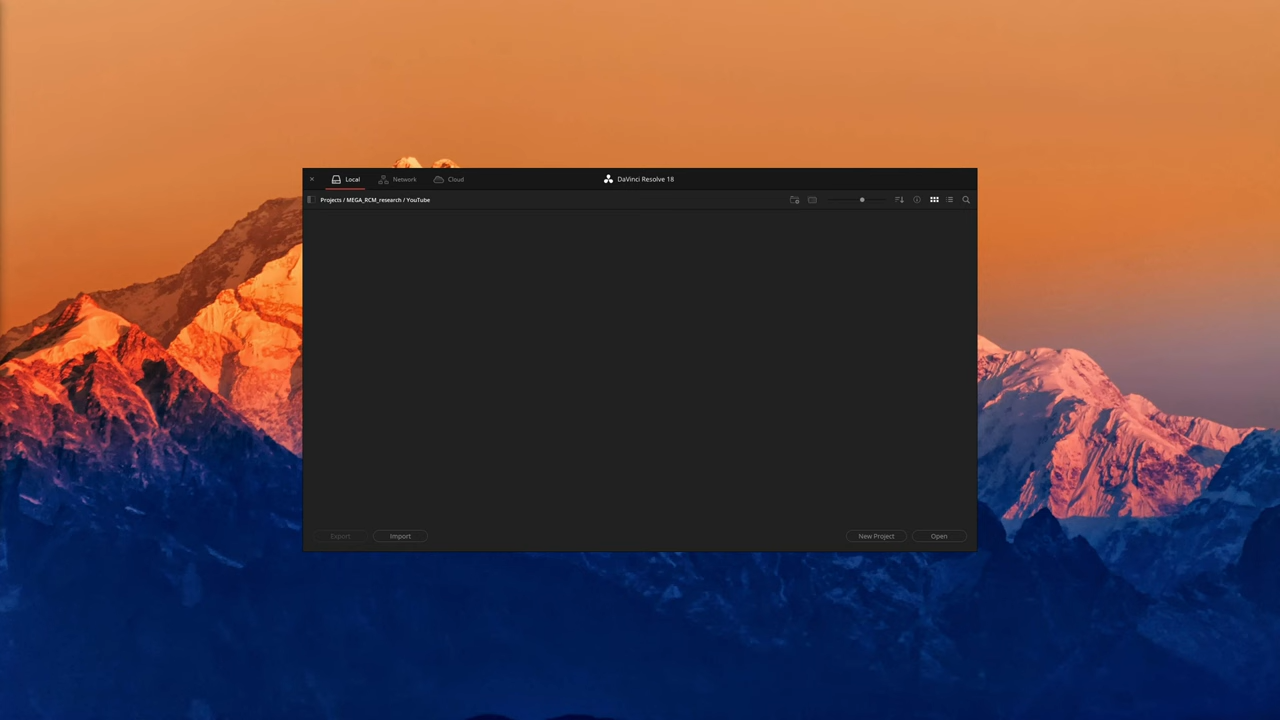 Local Network Cloud DaVinci Resolve 18
Projects / MEGA_RCM_research / YouTube
Export Import New Project Open